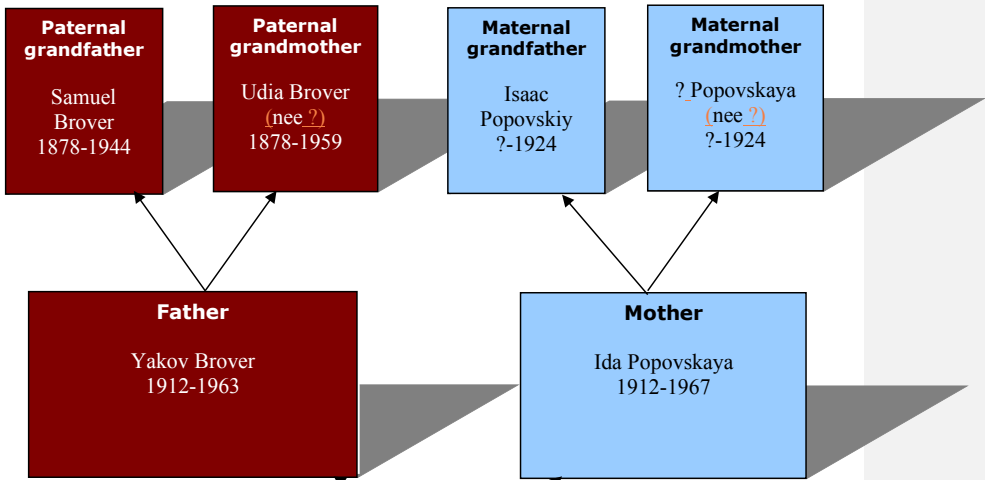 Paternal
grandfather
Samuel
Brover
1878-1944
Paternal
grandmother
Udia Brover
(nee ?)
1878-1959
Maternal
grandfather
Isaac
Popovskiy
?-1924
Maternal
grandmother
? Popovskaya
(nee ?)
?-1924
Father
Yakov Brover
1912-1963
Mother
Ida Popovskaya
1912-1967